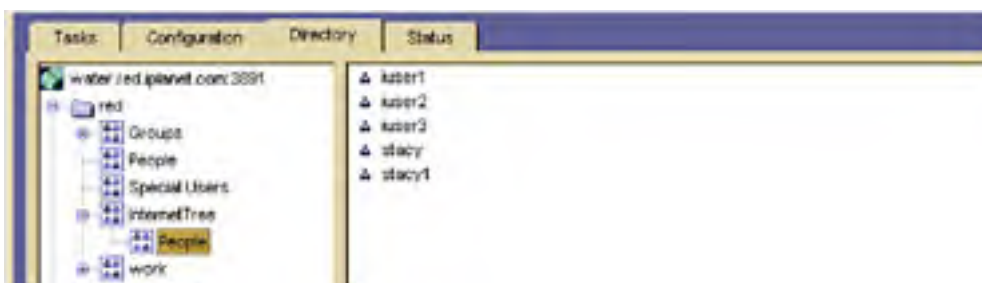 Tasks
Configuration
Directory
Status
water.red.iplanet.com:3891
red
Groups
People
Special Users
InternetTree
People
work
iuser1
iuser2
iuser3
stacy
stacy1